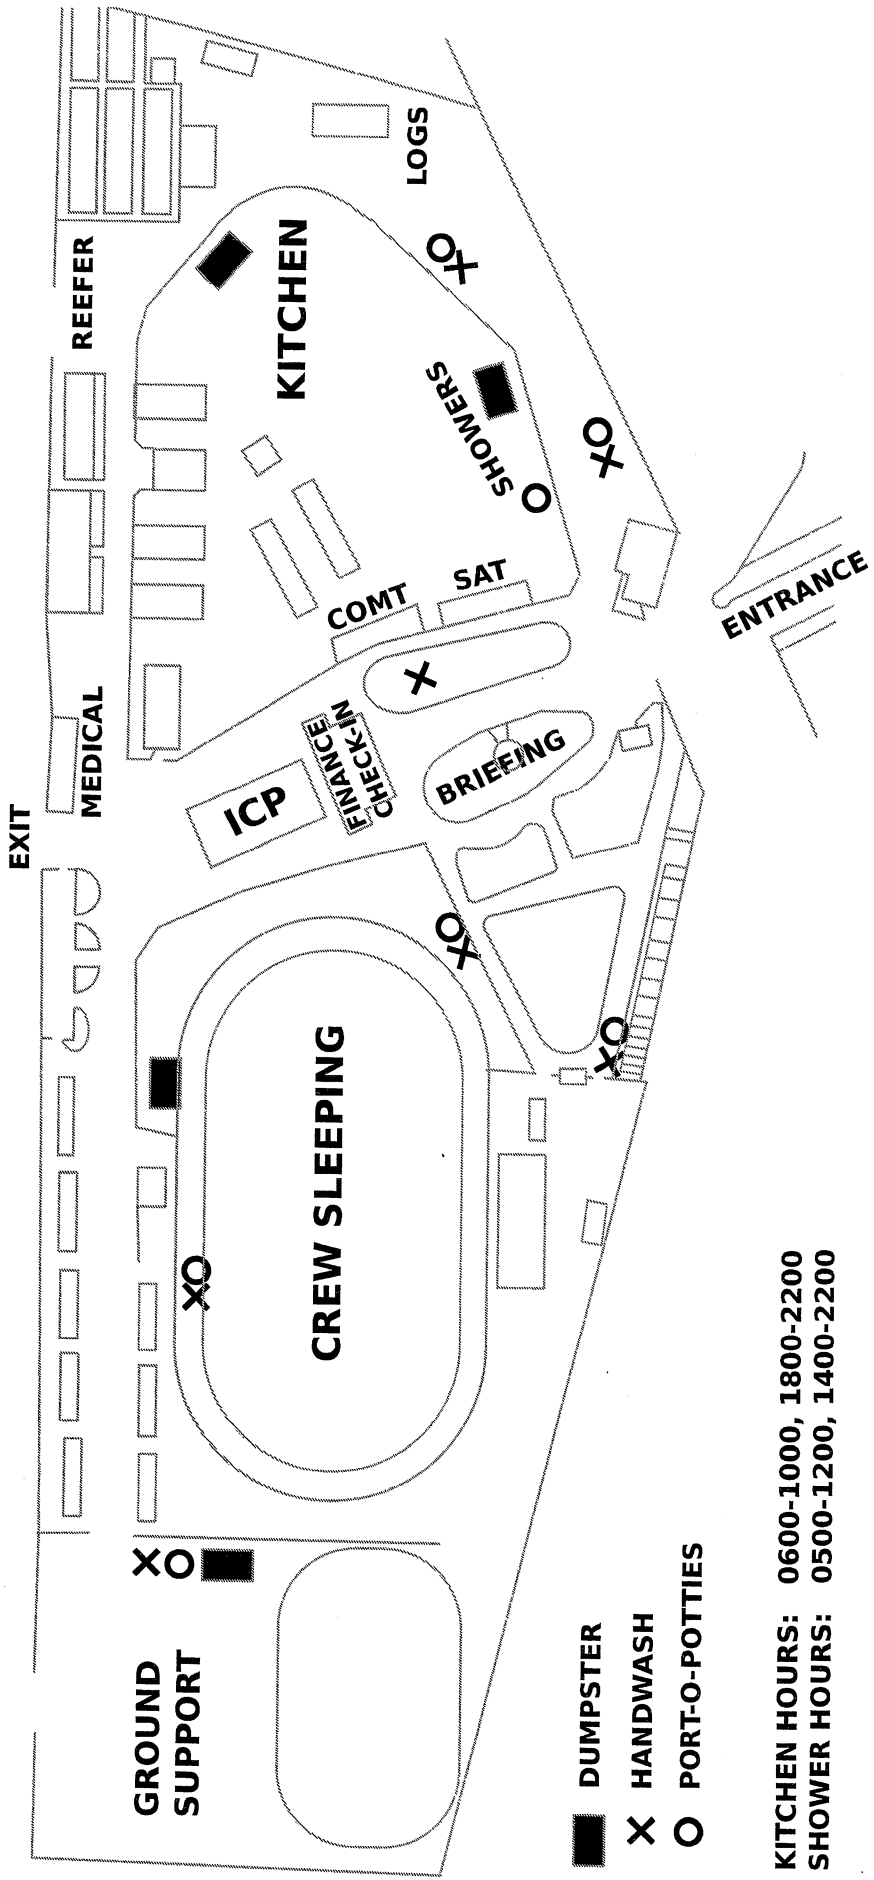 EXIT
REEFER
MEDICAL
KITCHEN
LOGS
SHOWERS
COMT
SAT
ENTRANCE
ICP
FINANCE
CHECK-IN
BRIEFING
CREW SLEEPING
GROUND
SUPPORT
DUMPSTER
X HANDWASH
O PORT-O-POTTIES
KITCHEN HOURS: 0600-1000, 1800-2200
SHOWER HOURS: 0500-1200, 1400-2200